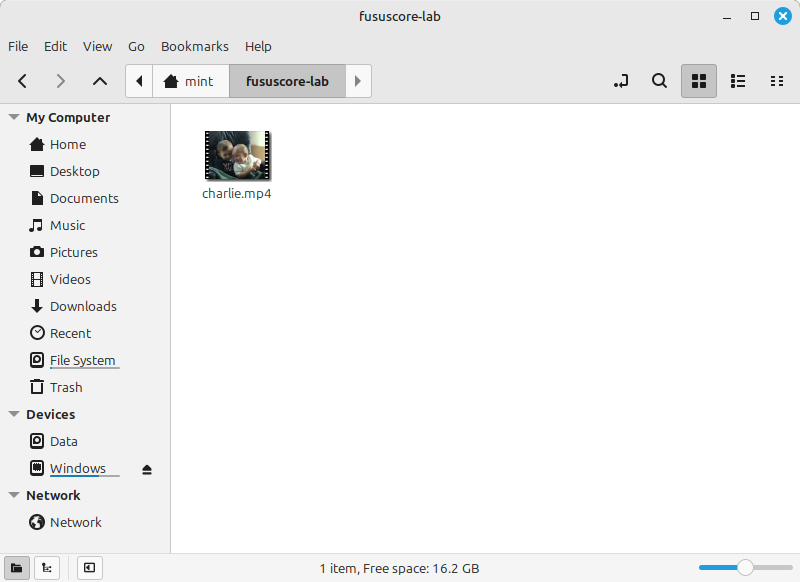 fususcore-lab
File Edit View Go Bookmarks Help
mint fususcore-lab
My Computer
Home
Desktop
Documents
Music
Pictures
Videos
Downloads
Recent
File System
Trash
Devices
Data
Windows
Network
Network
charlie.mp4
1 item, Free space: 16.2 GB